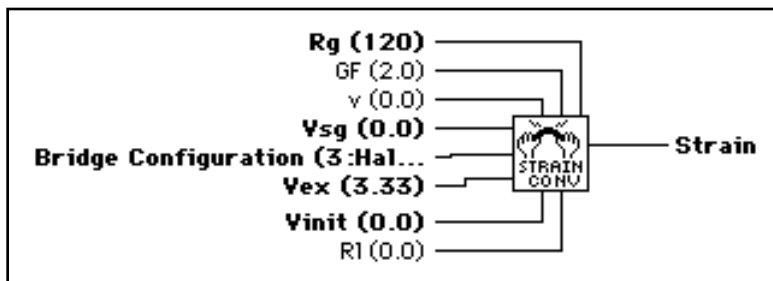 Rg (120)
GF (2.0)
v (0.0)
Vsg (0.0)
Bridge Configuration (3:Hal...
Vex (3.33)
Vinit (0.0)
Rl (0.0)
STRAIN
CONV
Strain